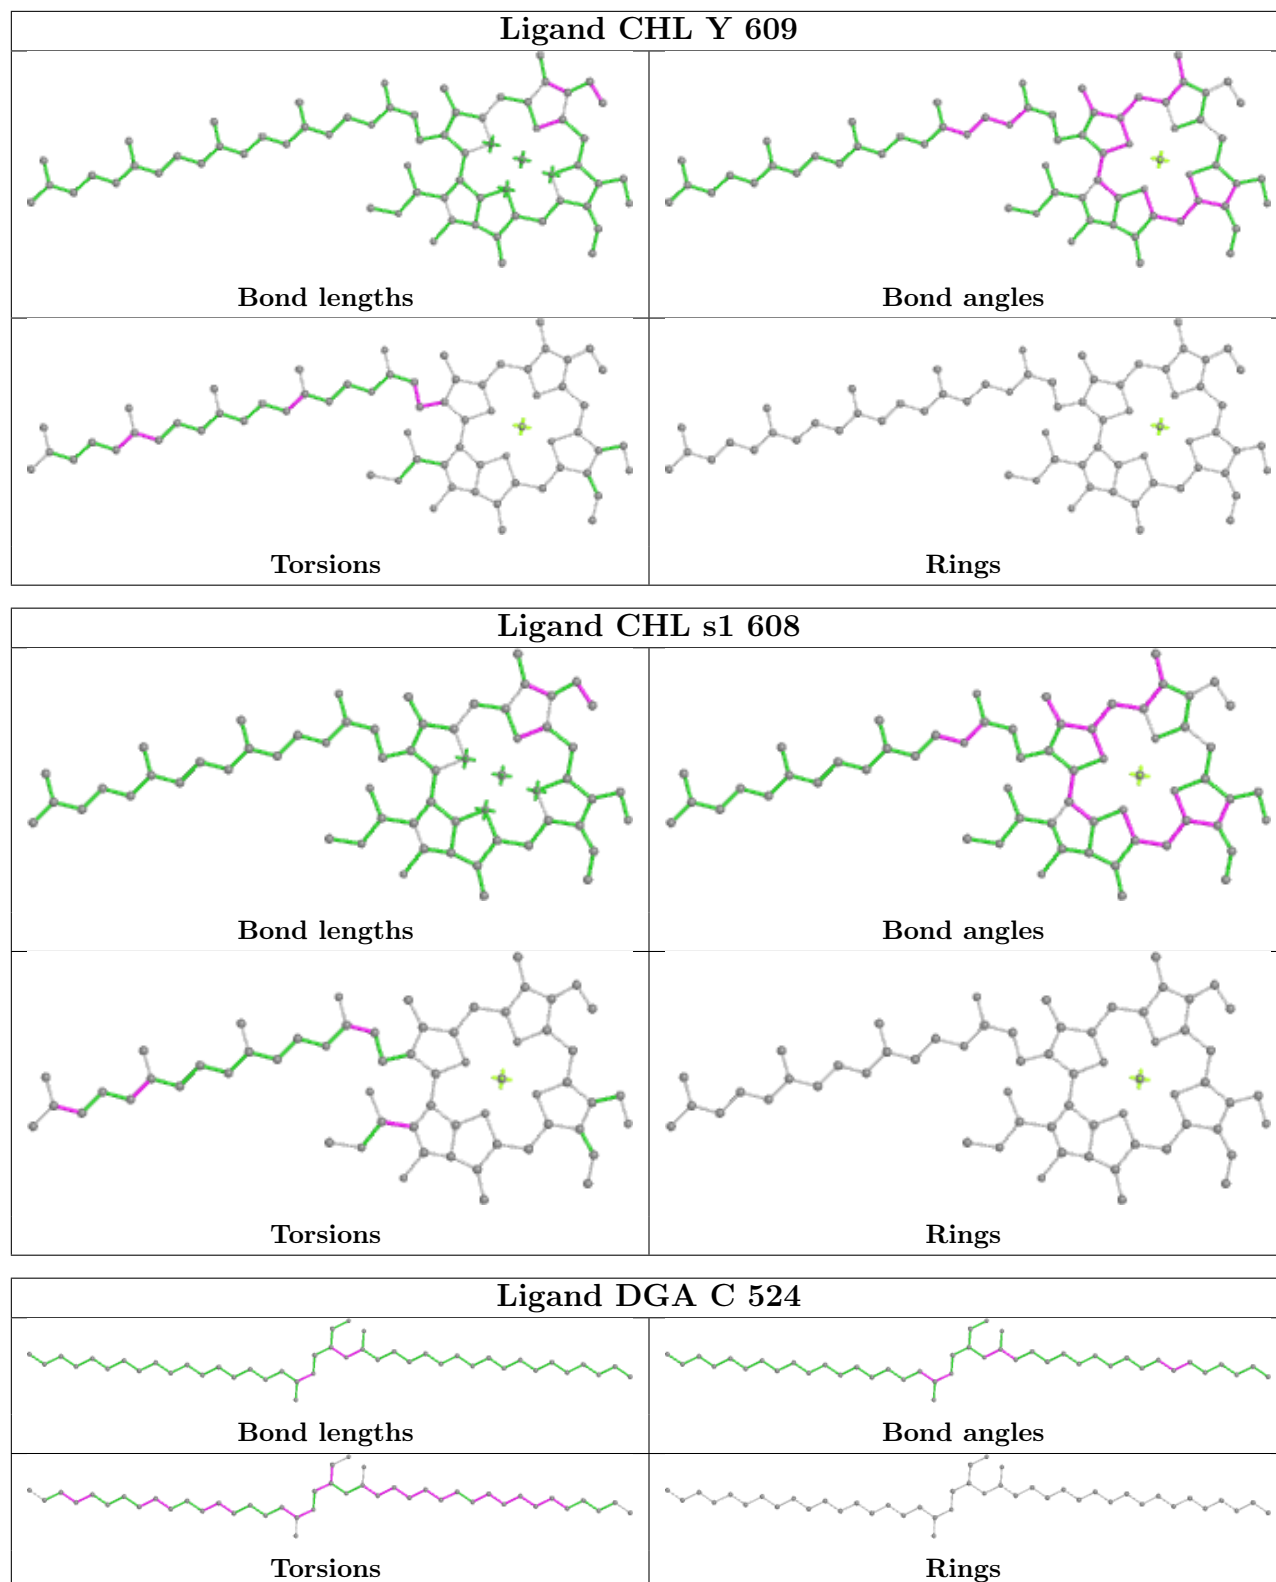 Ligand CHL Y 609
Bond lengths
Bond angles
Torsions
Rings
Ligand CHL s1 608
Bond lengths
Bond angles
Torsions
Rings
Ligand DGA C 524
Bond lengths
Bond angles
Torsions
Rings